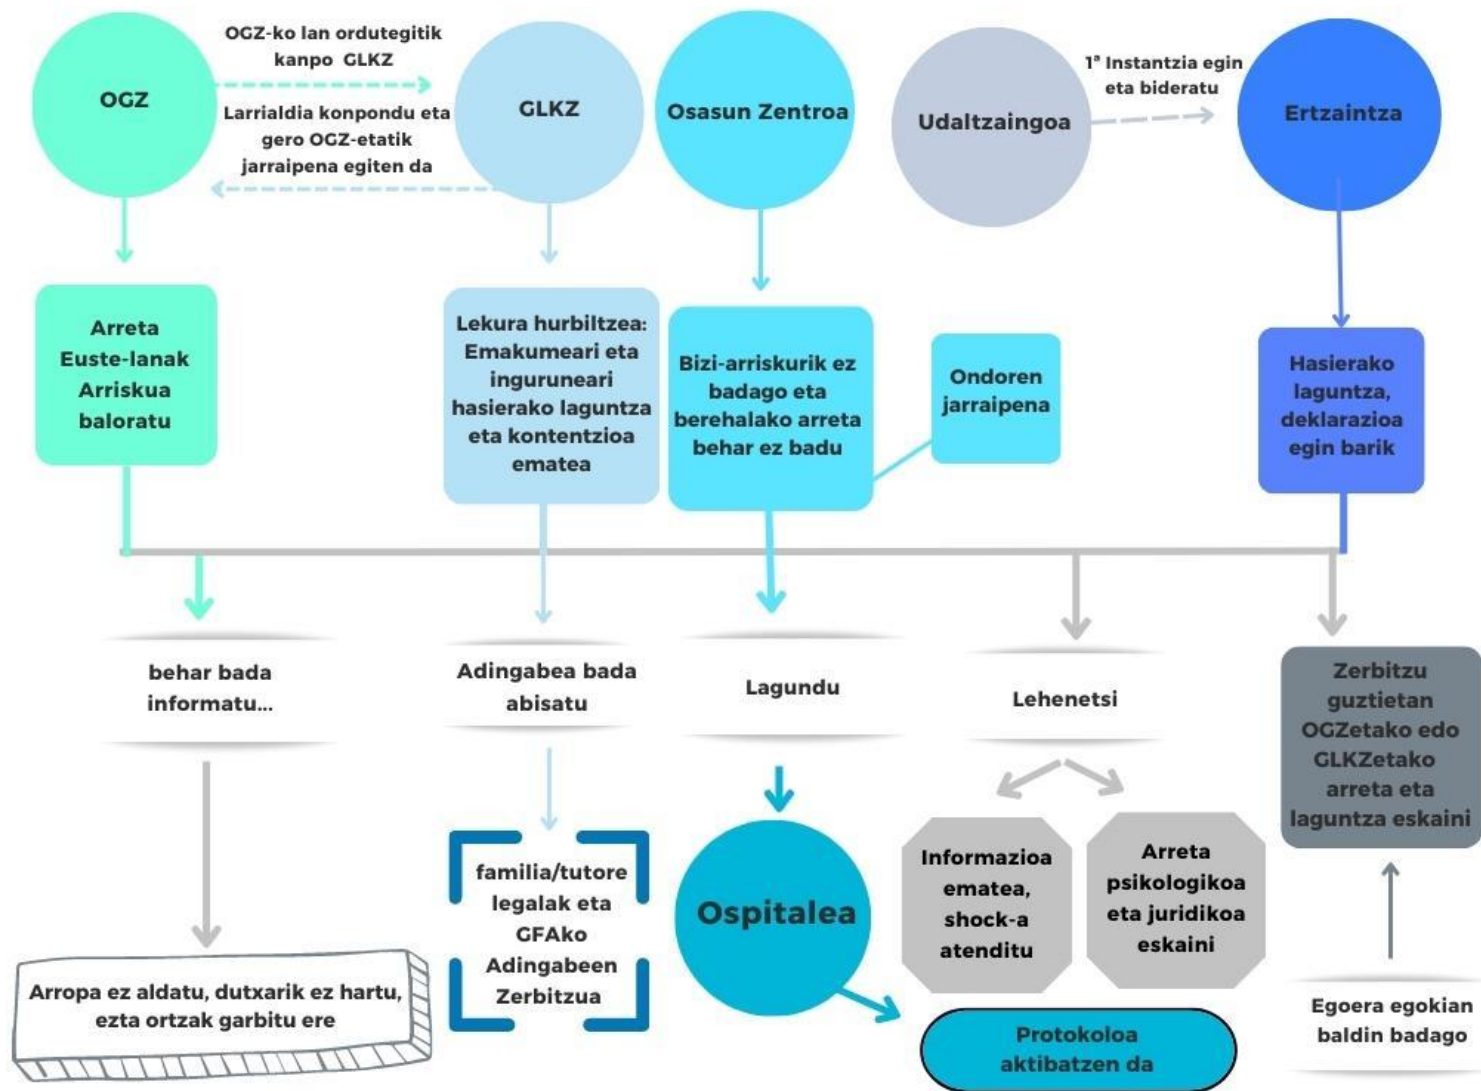 OGZ
OGZ-ko lan ordutegitik
kanpo GLKZ
Larrialdia konpondu eta
gero OGZ-etatik
jarraipena egiten da
GLKZ
Osasun Zentroa
Udaltzaingoa
1ª Instantzia egin
eta bideratu
Ertzaintza
Arreta
Euste-lanak
Arriskua
baloratu
Lekura hurbiltzea:
Emakumeari eta
inguruneari
hasierako laguntza
eta kontentzioa
ematea
Bizi-arriskurik ez
badago eta
berehalako arreta
behar ez badu
Ondoren
jarraipena
Hasierako
laguntza,
deklarazioa
egin barik
behar bada
informatu...
Adingabea bada
abisatu
Lagundu
Lehenetsi
Zerbitzu
guztietan
OGZetako edo
GLKZetako
arreta eta
laguntza eskaini
Arropa ez aldatu, dutxarik ez hartu,
ezta ortzak garbitu ere
familia/tutore
legalak eta
GFAko
Adingabeen
Zerbitzua
Ospitalea
Informazioa
ematea,
shock-a
atenditu
Arreta
psikologikoa
eta juridikoa
eskaini
Protokoloa
aktibatzen da
Egoera egokian
baldin badago